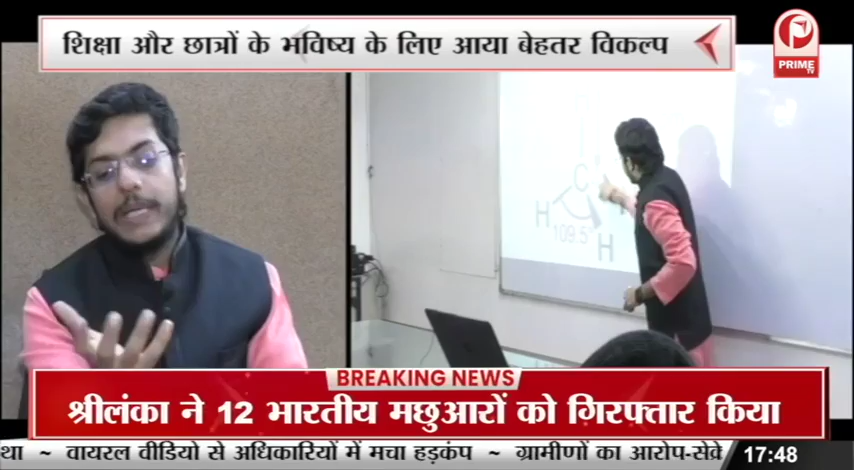 शिक्षा और छात्रों के भविष्य के लिए आया बेहतर विकल्प
PRIME
TV
C
H
109.5°
H
BREAKING NEWS
श्रीलंका ने 12 भारतीय मछुआरों को गिरफ्तार किया
था ~ वायरल वीडियो से अधिकारियों में मचा हड़कंप ~ ग्रामीणों का आरोप-सेक्रे
17:48